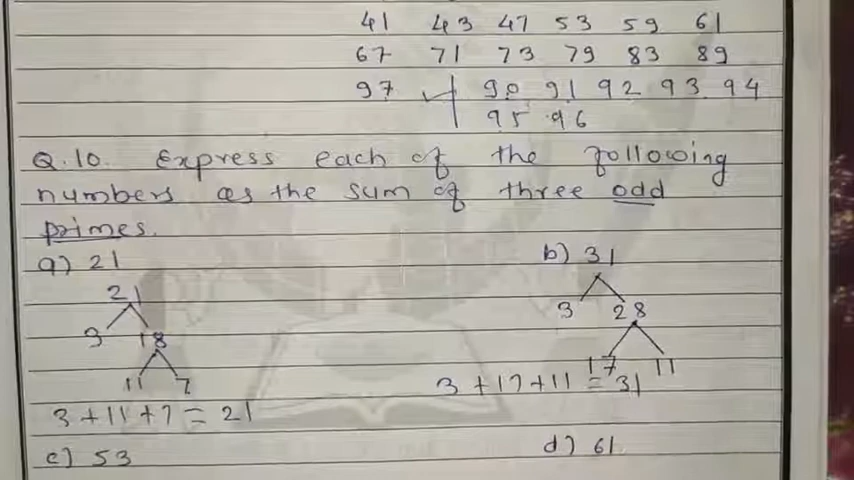 41 43 47 53 59 61
67 71 73 79 83 89
97 90 91 92 93 94
95 96
Q.10. Express each of the following
numbers as the sum of three odd
primes.
a) 21
b) 31
21
3 18
11 7
3 + 11 + 7 = 21
3 28
17 11
3 + 17 + 11 = 31
c) 53
d) 61